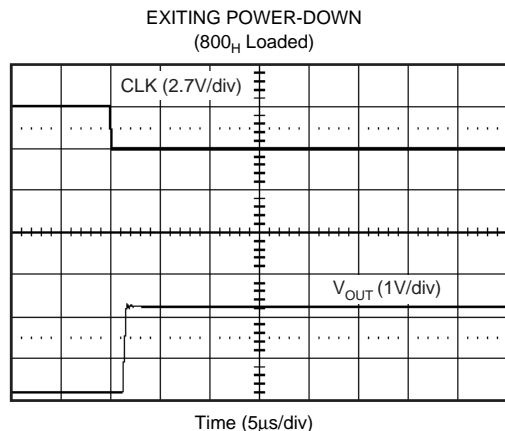 EXITING POWER-DOWN
(800H Loaded)
CLK (2.7V/div)
VOUT (1V/div)
Time (5μs/div)